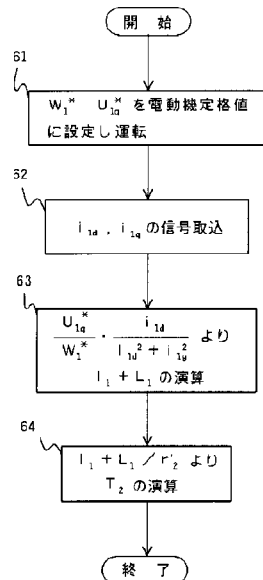 開始
61
W₁* U₁q* を電動機定格値
に設定し運転
62
i₁d , i₁q の信号取込
63
U₁q* / W₁* · i₁d / i₁d² + i₁q² より
l₁ + L₁ の演算
64
l₁ + L₁ / r'₂ より
T₂ の演算
終了